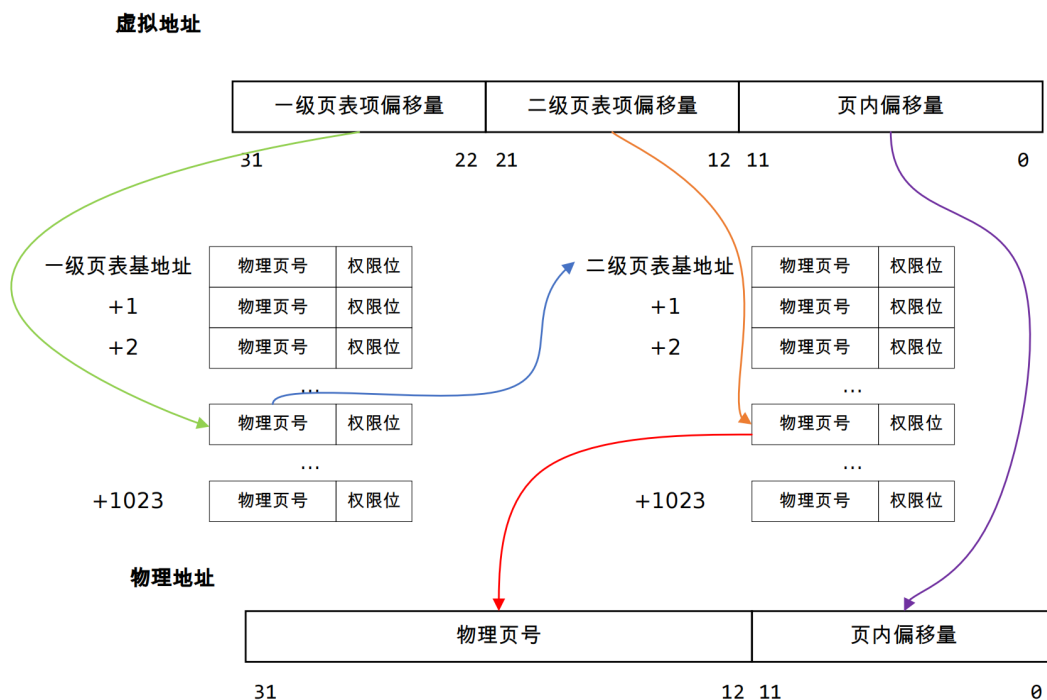 虚拟地址
一级页表项偏移量 二级页表项偏移量 页内偏移量
31 22 21 12 11 0
一级页表基地址 物理页号 权限位 二级页表基地址 物理页号 权限位
+1 物理页号 权限位 +1 物理页号 权限位
+2 物理页号 权限位 +2 物理页号 权限位
... ...
物理页号 权限位 物理页号 权限位
... ...
+1023 物理页号 权限位 +1023 物理页号 权限位
物理地址
物理页号 页内偏移量
31 12 11 0